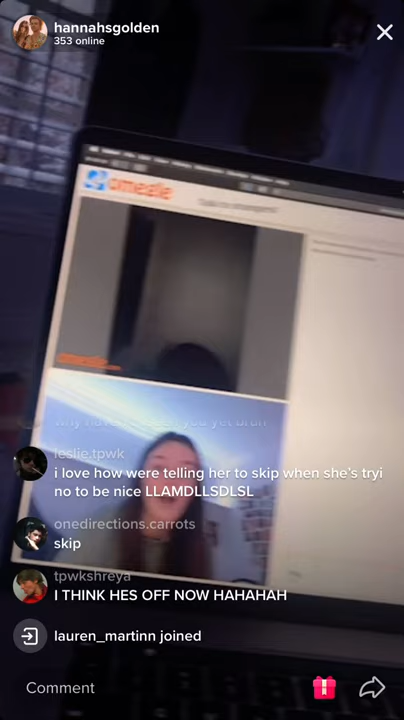 hannahsgolden
353 online
omegle
omegle
leslie.tpwk
i love how were telling her to skip when she's tryi
no to be nice LLAMDLLSDLSL
onedirections.carrots
skip
tpwkshreya
I THINK HES OFF NOW HAHAHAH
lauren_martinn joined
Comment